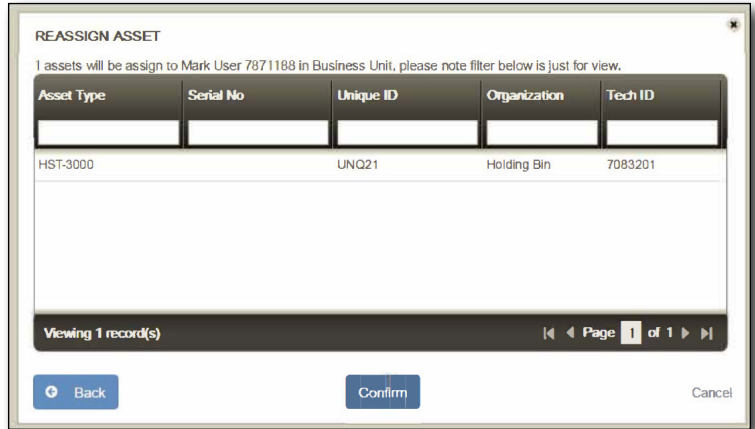 REASSIGN ASSET
1 assets will be assign to Mark User 7871188 in Business Unit, please note filter below is just for view.
Asset Type Serial No Unique ID Organization Tech ID
HST-3000 UNQ21 Holding Bin 7083201
Viewing 1 record(s) Page 1 of 1
Back Confirm Cancel